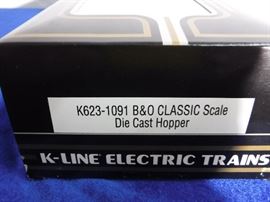 K623-1091 B&O CLASSIC Scale
Die Cast Hopper
K-LINE® ELECTRIC TRAINS